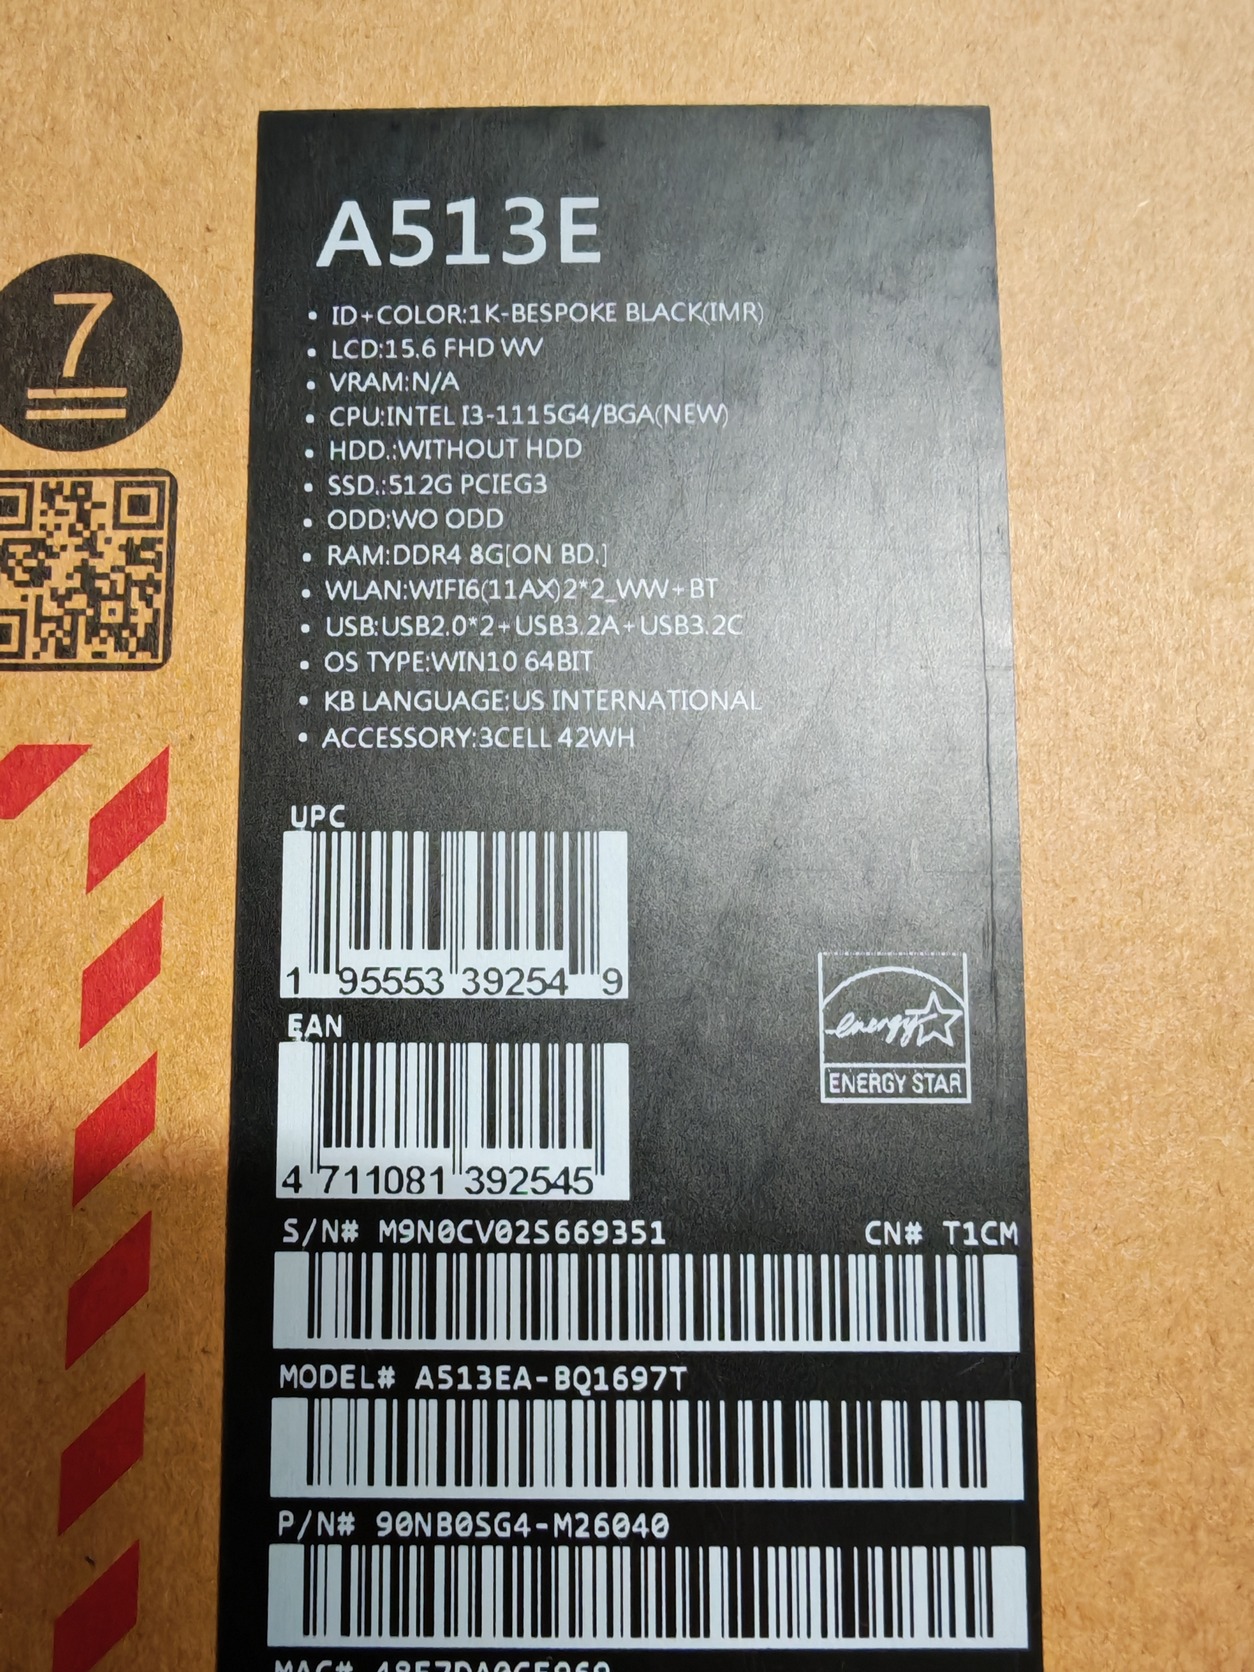 A513E
7
• ID+COLOR:1K-BESPOKE BLACK(IMR)
• LCD:15.6 FHD WV
• VRAM:N/A
• CPU:INTEL I3-1115G4/BGA(NEW)
• HDD.:WITHOUT HDD
• SSD.:512G PCIEG3
• ODD:WO ODD
• RAM:DDR4 8G[ON BD.]
• WLAN:WIFI6(11AX)2*2_WW+BT
• USB:USB2.0*2+USB3.2A+USB3.2C
• OS TYPE:WIN10 64BIT
• KB LANGUAGE:US INTERNATIONAL
• ACCESSORY:3CELL 42WH
UPC
1 95553 39254 9
energy
ENERGY STAR
EAN
4 711081 392545
S/N# M9N0CV02S669351 CN# T1CM
MODEL# A513EA-BQ1697T
P/N# 90NB0SG4-M26040
MAC#